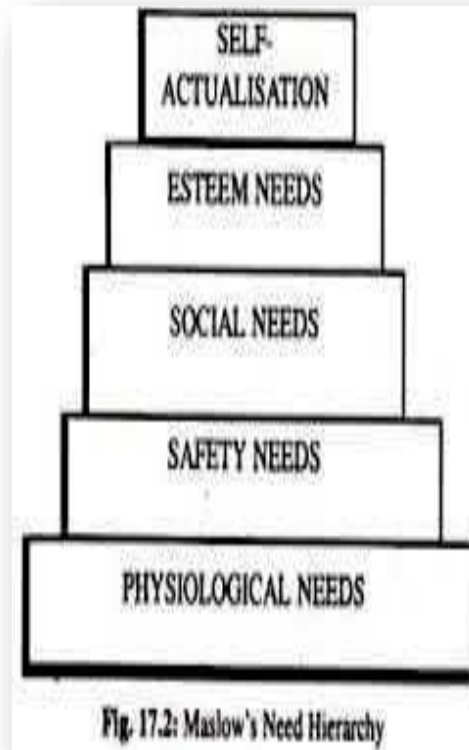 SELF-
ACTUALISATION
ESTEEM NEEDS
SOCIAL NEEDS
SAFETY NEEDS
PHYSIOLOGICAL NEEDS
Fig. 17.2: Maslow's Need Hierarchy